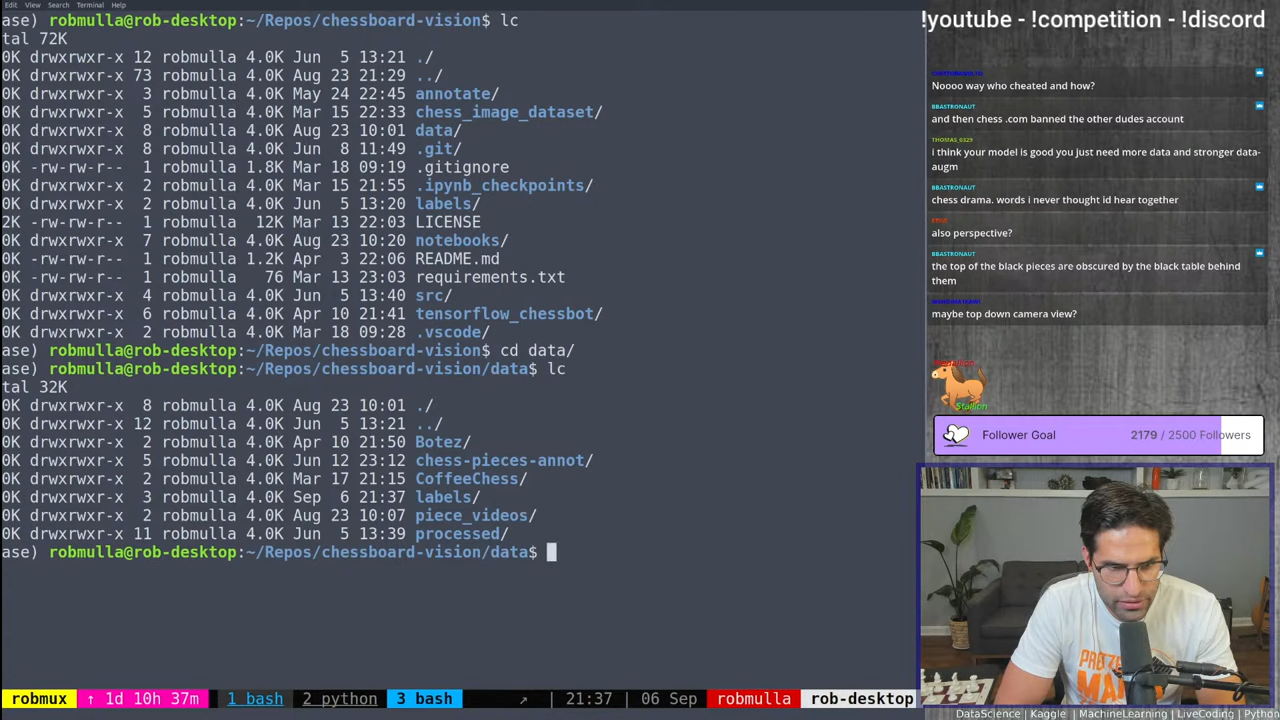 Edit View Search Terminal Help
ase) robmulla@rob-desktop:~/Repos/chessboard-vision$ lc
tal 72K
0K drwxrwxr-x 12 robmulla 4.0K Jun  5 13:21 ./
0K drwxrwxr-x 73 robmulla 4.0K Aug 23 21:29 ../
0K drwxrwxr-x  3 robmulla 4.0K May 24 22:45 annotate/
0K drwxrwxr-x  5 robmulla 4.0K Mar 15 22:33 chess_image_dataset/
0K drwxrwxr-x  8 robmulla 4.0K Aug 23 10:01 data/
0K drwxrwxr-x  8 robmulla 4.0K Jun  8 11:49 .git/
0K -rw-rw-r--  1 robmulla 1.8K Mar 18 09:19 .gitignore
0K drwxrwxr-x  2 robmulla 4.0K Mar 15 21:55 .ipynb_checkpoints/
0K drwxrwxr-x  2 robmulla 4.0K Jun  5 13:20 labels/
2K -rw-rw-r--  1 robmulla  12K Mar 13 22:03 LICENSE
0K drwxrwxr-x  7 robmulla 4.0K Aug 23 10:20 notebooks/
0K -rw-rw-r--  1 robmulla 1.2K Apr  3 22:06 README.md
0K -rw-rw-r--  1 robmulla   76 Mar 13 23:03 requirements.txt
0K drwxrwxr-x  4 robmulla 4.0K Jun  5 13:40 src/
0K drwxrwxr-x  6 robmulla 4.0K Apr 10 21:41 tensorflow_chessbot/
0K drwxrwxr-x  2 robmulla 4.0K Mar 18 09:28 .vscode/
ase) robmulla@rob-desktop:~/Repos/chessboard-vision$ cd data/
ase) robmulla@rob-desktop:~/Repos/chessboard-vision/data$ lc
tal 32K
0K drwxrwxr-x  8 robmulla 4.0K Aug 23 10:01 ./
0K drwxrwxr-x 12 robmulla 4.0K Jun  5 13:21 ../
0K drwxrwxr-x  2 robmulla 4.0K Apr 10 21:50 Botez/
0K drwxrwxr-x  5 robmulla 4.0K Jun 12 23:12 chess-pieces-annot/
0K drwxrwxr-x  2 robmulla 4.0K Mar 17 21:15 CoffeeChess/
0K drwxrwxr-x  3 robmulla 4.0K Sep  6 21:37 labels/
0K drwxrwxr-x  2 robmulla 4.0K Aug 23 10:07 piece_videos/
0K drwxrwxr-x 11 robmulla 4.0K Jun  5 13:39 processed/
ase) robmulla@rob-desktop:~/Repos/chessboard-vision/data$
robmux ↑ 1d 10h 37m 1 bash 2 python 3 bash ↗ | 21:37 | 06 Sep robmulla rob-desktop
!youtube - !competition - !discord
Noooo way who cheated and how?
BBASTRONAUT
and then chess .com banned the other dudes account
THOMAS_0329
i think your model is good you just need more data and stronger data-
augm
BBASTRONAUT
chess drama. words i never thought id hear together
also perspective?
BBASTRONAUT
the top of the black pieces are obscured by the black table behind
them
maybe top down camera view?
Medallion
Stallion
Follower Goal 2179 / 2500 Followers
DataScience | Kaggle | MachineLearning | LiveCoding | Python